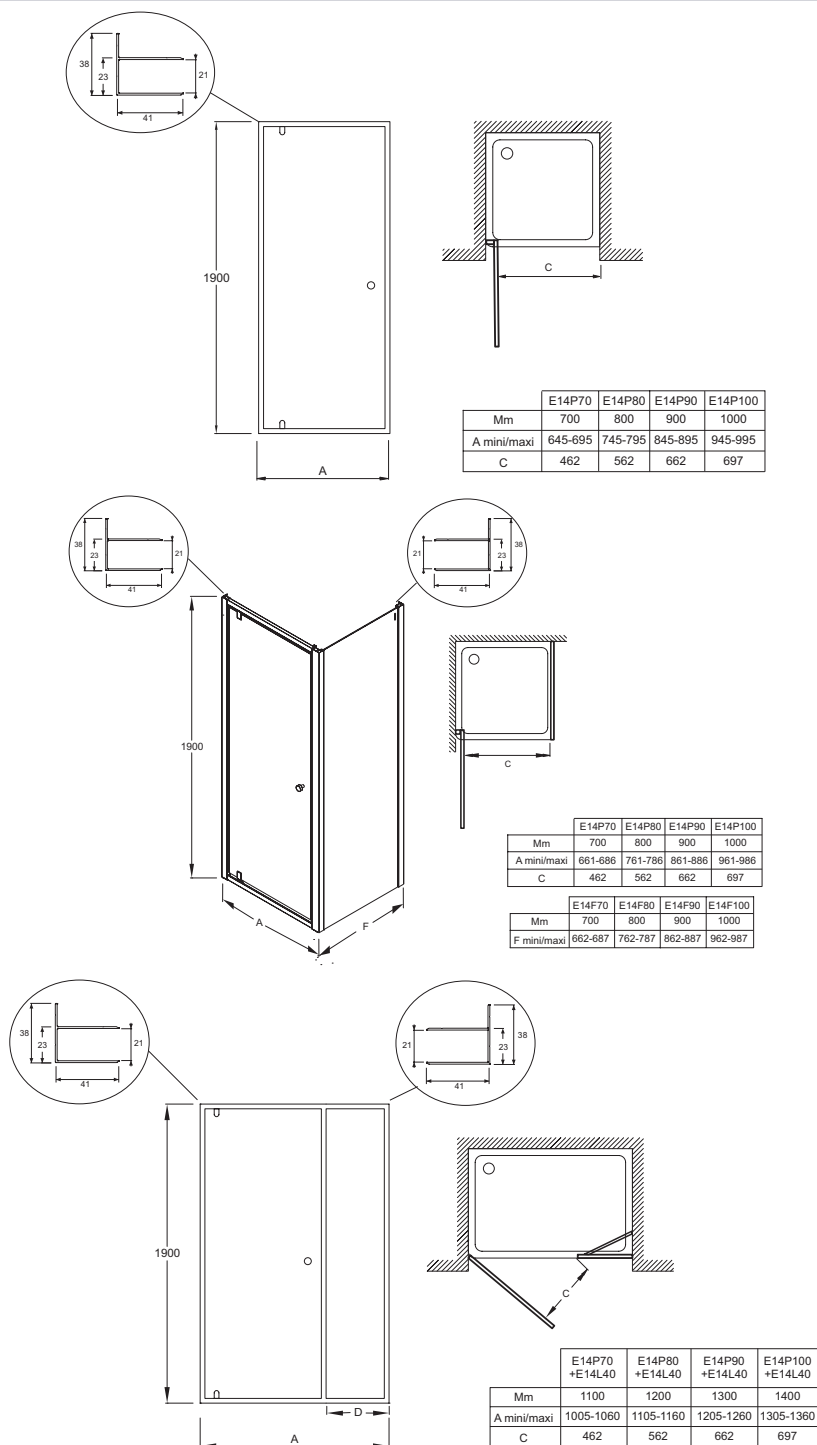 38
23
21
41
1900
A
C
E14P70 E14P80 E14P90 E14P100
Mm 700 800 900 1000
A mini/maxi 645-695 745-795 845-895 945-995
C 462 562 662 697
38
23
21
41
21
23
38
41
1900
A
F
C
E14P70 E14P80 E14P90 E14P100
Mm 700 800 900 1000
A mini/maxi 661-686 761-786 861-886 961-986
C 462 562 662 697
E14F70 E14F80 E14F90 E14F100
Mm 700 800 900 1000
F mini/maxi 662-687 762-787 862-887 962-987
38
23
21
41
21
23
38
41
1900
D
A
C
E14P70 E14P80 E14P90 E14P100
+E14L40 +E14L40 +E14L40 +E14L40
Mm 1100 1200 1300 1400
A mini/maxi 1005-1060 1105-1160 1205-1260 1305-1360
C 462 562 662 697